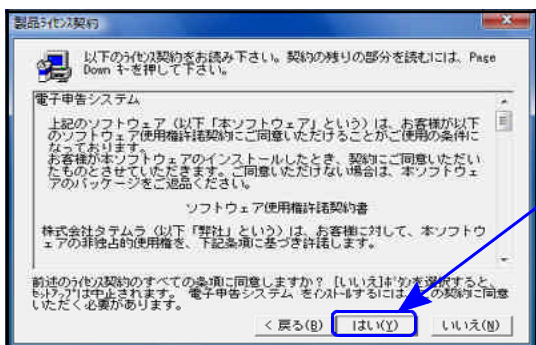 製品ﾗｲｾﾝｽ契約
以下のﾗｲｾﾝｽ契約をお読み下さい。契約の残りの部分を読むには、Page
Down ｷｰを押して下さい。
電子申告システム
上記のソフトウェア（以下「本ソフトウェア」という）は、お客様が以下
のソフトウェア使用権許諾契約にご同意いただけることがご使用の条件に
なっております。
お客様が本ソフトウェアのインストールしたとき、契約にご同意いただい
たものとさせていただきます。ご同意いただけない場合は、本ソフトウェ
アのパッケージをご返品ください。
ソフトウェア使用権許諾契約書
株式会社タテムラ（以下「弊社」という）は、お客様に対して、本ソフトウ
ェアの非独占的使用権を、下記条項に基づき許諾します。
前述のﾗｲｾﾝｽ契約のすべての条項に同意しますか？ [いいえ]ﾎﾞﾀﾝを選択すると、
ｾｯﾄｱｯﾌﾟは中止されます。 電子申告システム をｲﾝｽﾄｰﾙするには、この契約に同意
いただく必要があります。
< 戻る(B) はい(Y) いいえ(N)